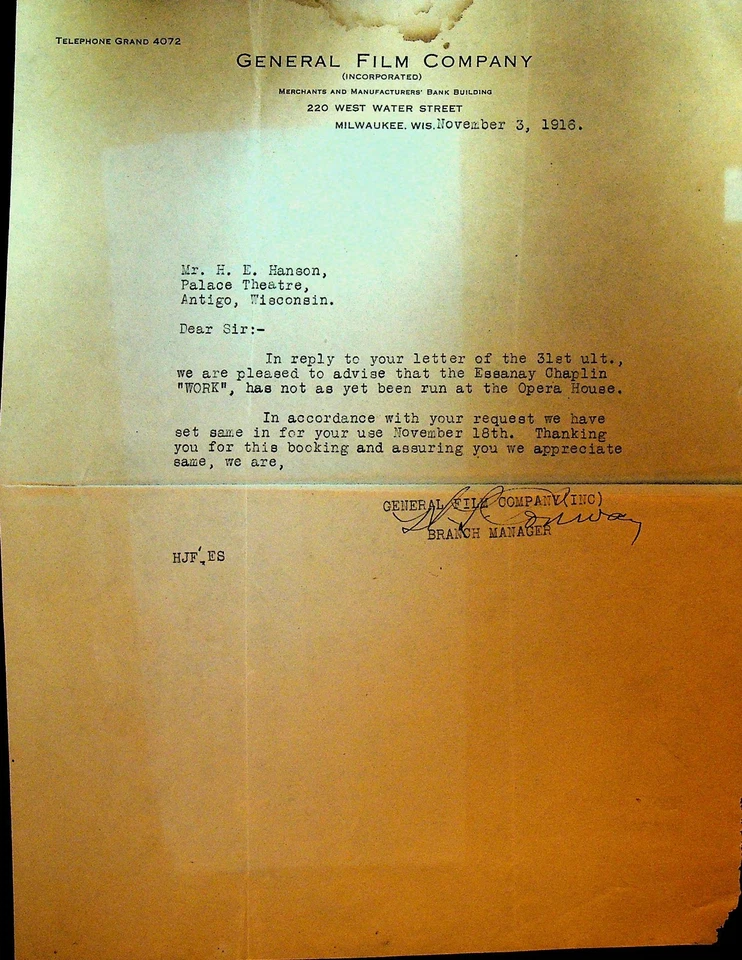 TELEPHONE GRAND 4072
GENERAL FILM COMPANY
(INCORPORATED)
MERCHANTS AND MANUFACTURERS' BANK BUILDING
220 WEST WATER STREET
MILWAUKEE. WIS. November 3, 1916.
Mr. H. E. Hanson,
Palace Theatre,
Antigo, Wisconsin.
Dear Sir:-
In reply to your letter of the 31st ult.,
we are pleased to advise that the Essanay Chaplin
"WORK", has not as yet been run at the Opera House.
In accordance with your request we have
set same in for your use November 18th. Thanking
you for this booking and assuring you we appreciate
same, we are,
GENERAL FILM COMPANY(INC)
Conway
BRANCH MANAGER
HJF, ES